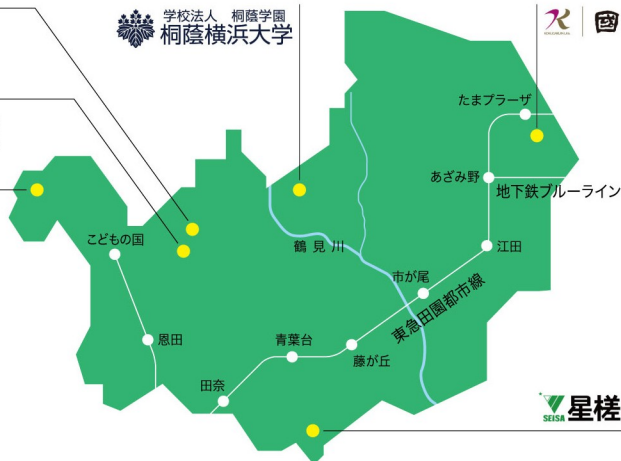 学校法人 桐蔭学園
桐蔭横浜大学
國
たまプラーザ
あざみ野
地下鉄ブルーライン
こどもの国
鶴見川
江田
市が尾
東急田園都市線
恩田
青葉台
藤が丘
田奈
SEISA 星槎